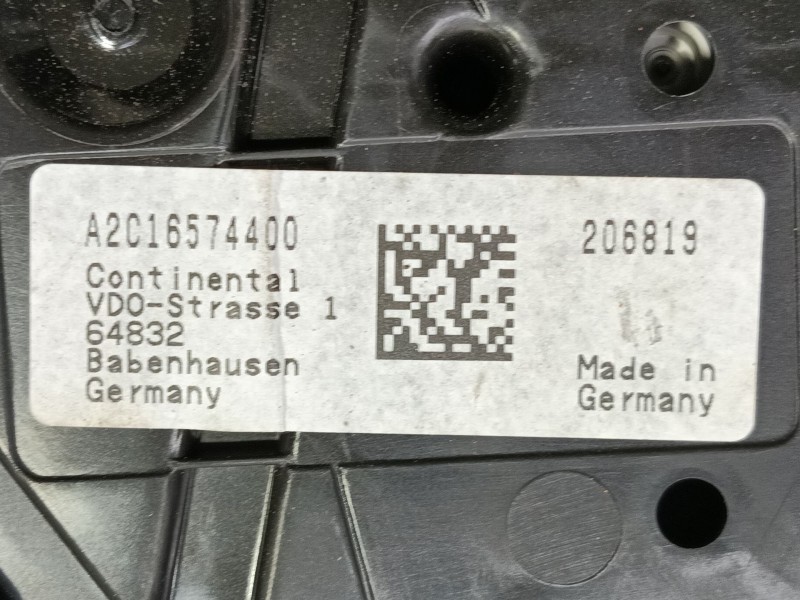 A2C16574400
Continental
VDO-Strasse 1
64832
Babenhausen
Germany
206819
Made in
Germany